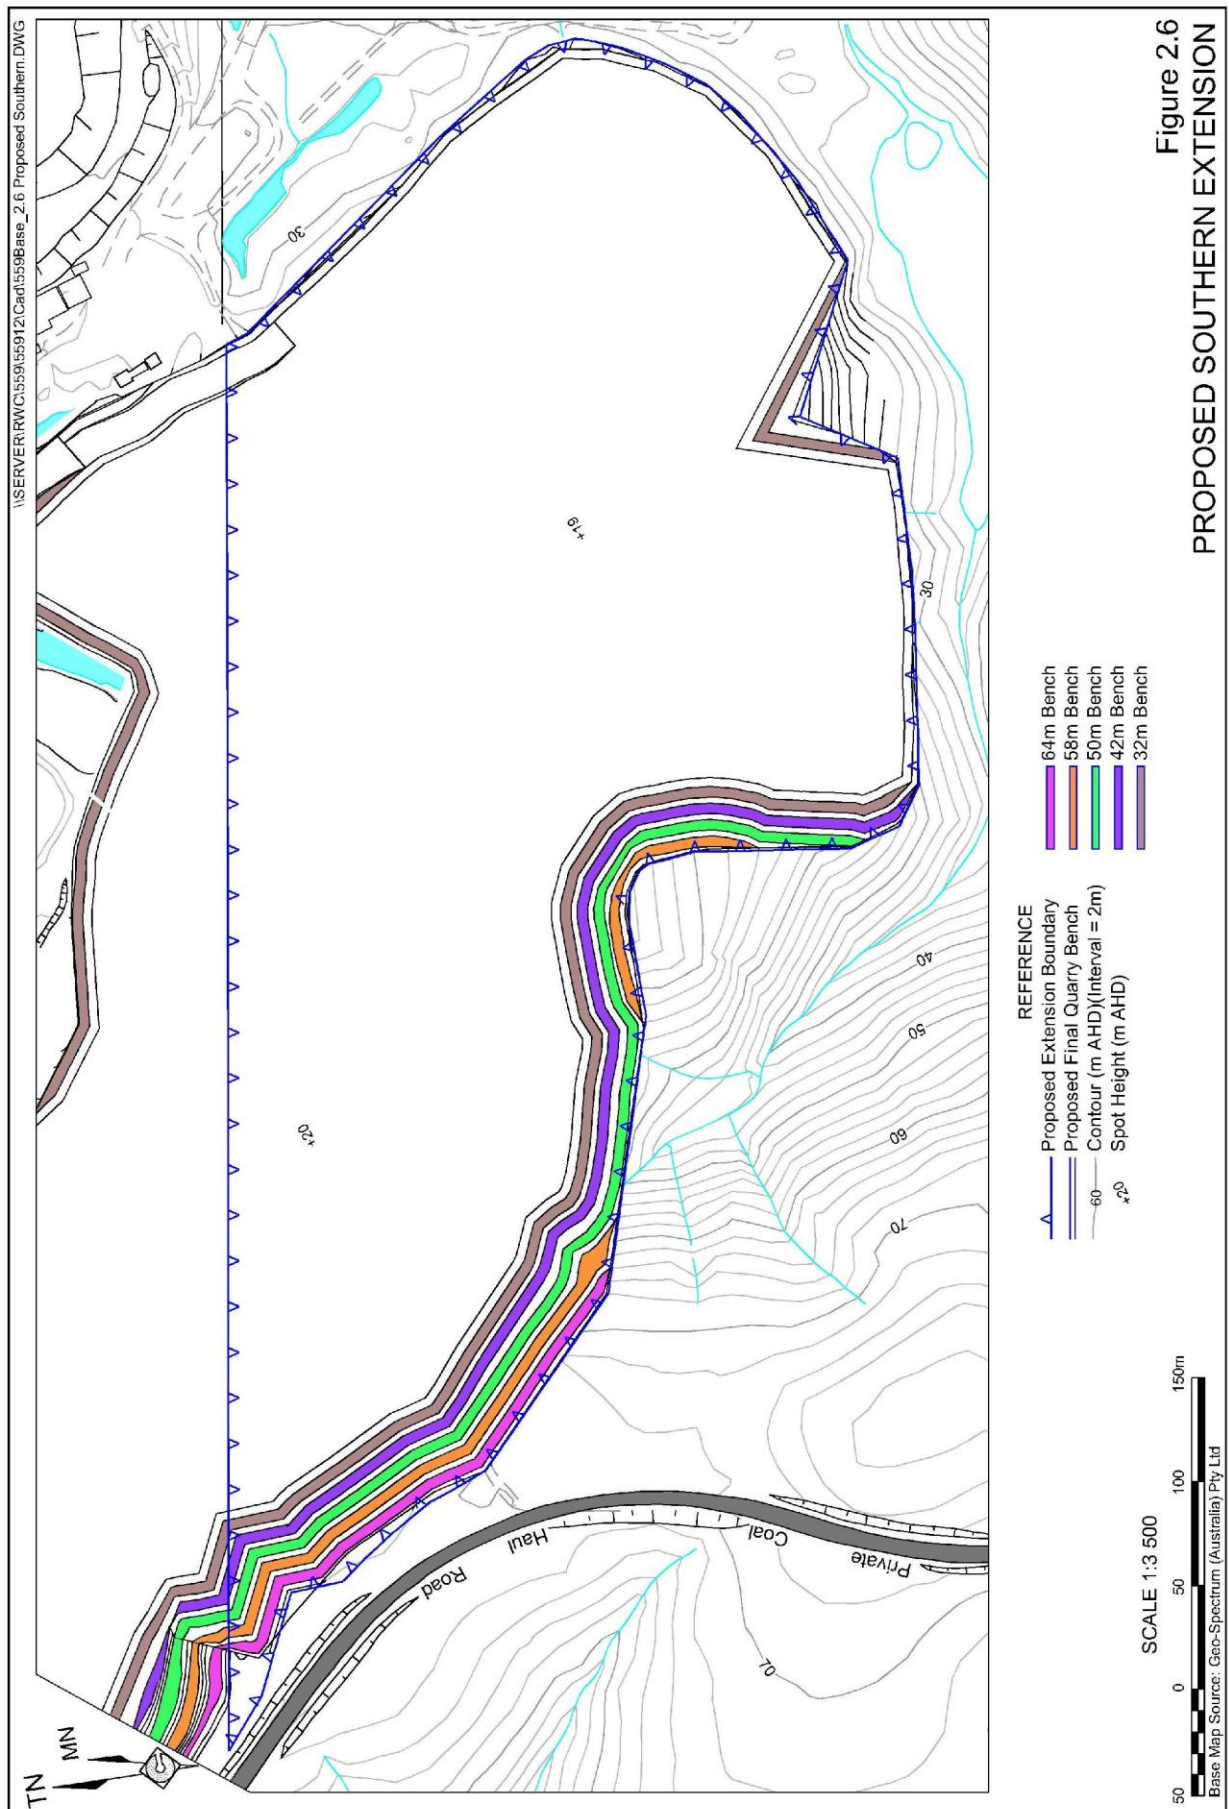 \\SERVER\RWC\559\55912\Cad\559Base_2.6 Proposed Southern.DWG
TN
MN
30
+19
+20
30
40
50
60
70
70
Private
Coal
Haul
Road
REFERENCE
Proposed Extension Boundary
Proposed Final Quarry Bench
60
Contour (m AHD)(Interval = 2m)
+20
Spot Height (m AHD)
64m Bench
58m Bench
50m Bench
42m Bench
32m Bench
SCALE 1:3 500
50
0
50
100
150m
Base Map Source: Geo-Spectrum (Australia) Pty Ltd
Figure 2.6
PROPOSED SOUTHERN EXTENSION